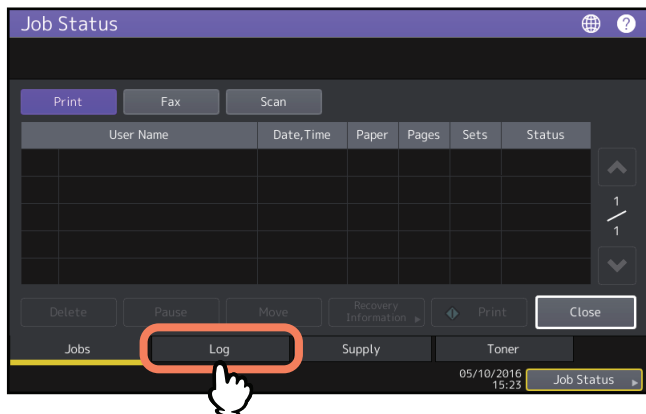 Job Status
?
Print Fax Scan
User Name Date,Time Paper Pages Sets Status
1
1
Delete Pause Move Recovery Information Print Close
Jobs Log Supply Toner
05/10/2016
15:23
Job Status